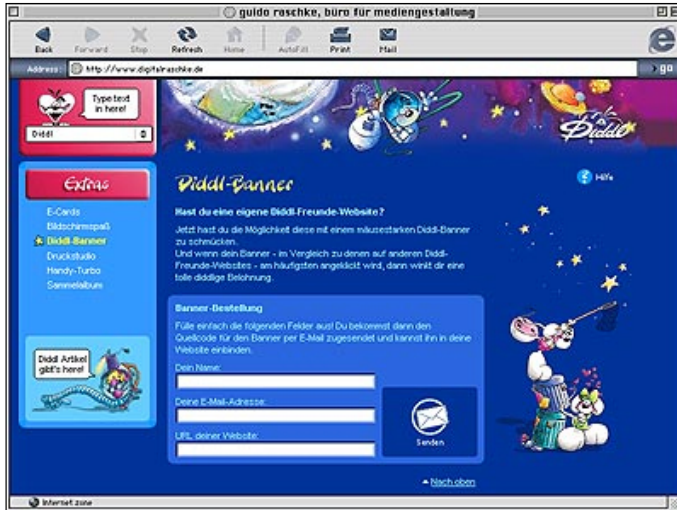 guido raschke, büro für mediengestaltung
Back
Forward
Stop
Refresh
Home
AutoFill
Print
Mail
Address:
http://www.digitalraschke.de
go
Type text
in here!
Diddl
Diddl
Extras
E-Cards
Bildschirmspaß
Diddl-Banner
Druckstudio
Handy-Turbo
Sammelalbum
Diddl Artikel
gibt's here!
Diddl-Banner
Hilfe
Hast du eine eigene Diddl-Freunde-Website?
Jetzt hast du die Möglichkeit diese mit einem mäusestarken Diddl-Banner
zu schmücken.
Und wenn dein Banner - im Vergleich zu denen auf anderen Diddl-
Freunde-Websites - am häufigsten angeklickt wird, dann winkt dir eine
tolle diddlige Belohnung.
Banner-Bestellung
Fülle einfach die folgenden Felder aus! Du bekommst dann den
Quellcode für den Banner per E-Mail zugesendet und kannst ihn in deine
Website einbinden.
Dein Name:
Deine E-Mail-Adresse:
URL deiner Website:
Senden
Nach oben
Internet zone